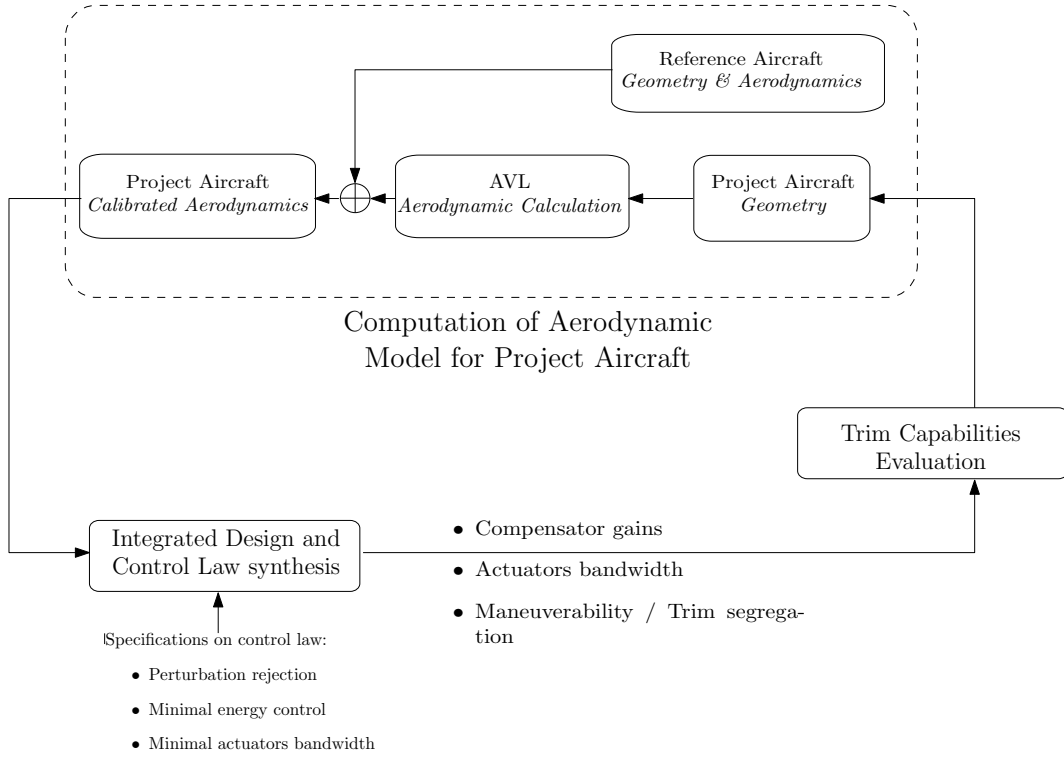 Reference Aircraft
Geometry & Aerodynamics
Project Aircraft
Calibrated Aerodynamics
AVL
Aerodynamic Calculation
Project Aircraft
Geometry
Computation of Aerodynamic
Model for Project Aircraft
Trim Capabilities
Evaluation
Integrated Design and
Control Law synthesis
• Compensator gains
• Actuators bandwidth
• Maneuverability / Trim segrega-
tion
Specifications on control law:
• Perturbation rejection
• Minimal energy control
• Minimal actuators bandwidth